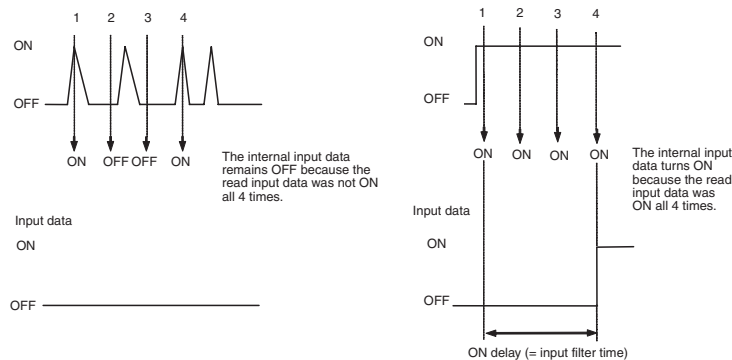 1 2 3 4
ON
OFF
ON OFF OFF ON
The internal input data
remains OFF because the
read input data was not ON
all 4 times.
Input data
ON
OFF
1 2 3 4
ON
OFF
ON ON ON ON
The internal input
data turns ON
because the read
input data was
ON all 4 times.
Input data
ON
OFF
ON delay (= input filter time)